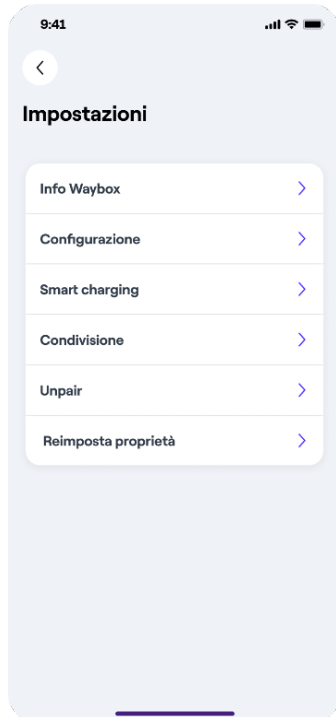 9:41
Impostazioni
Info Waybox
Configurazione
Smart charging
Condivisione
Unpair
Reimposta proprietà